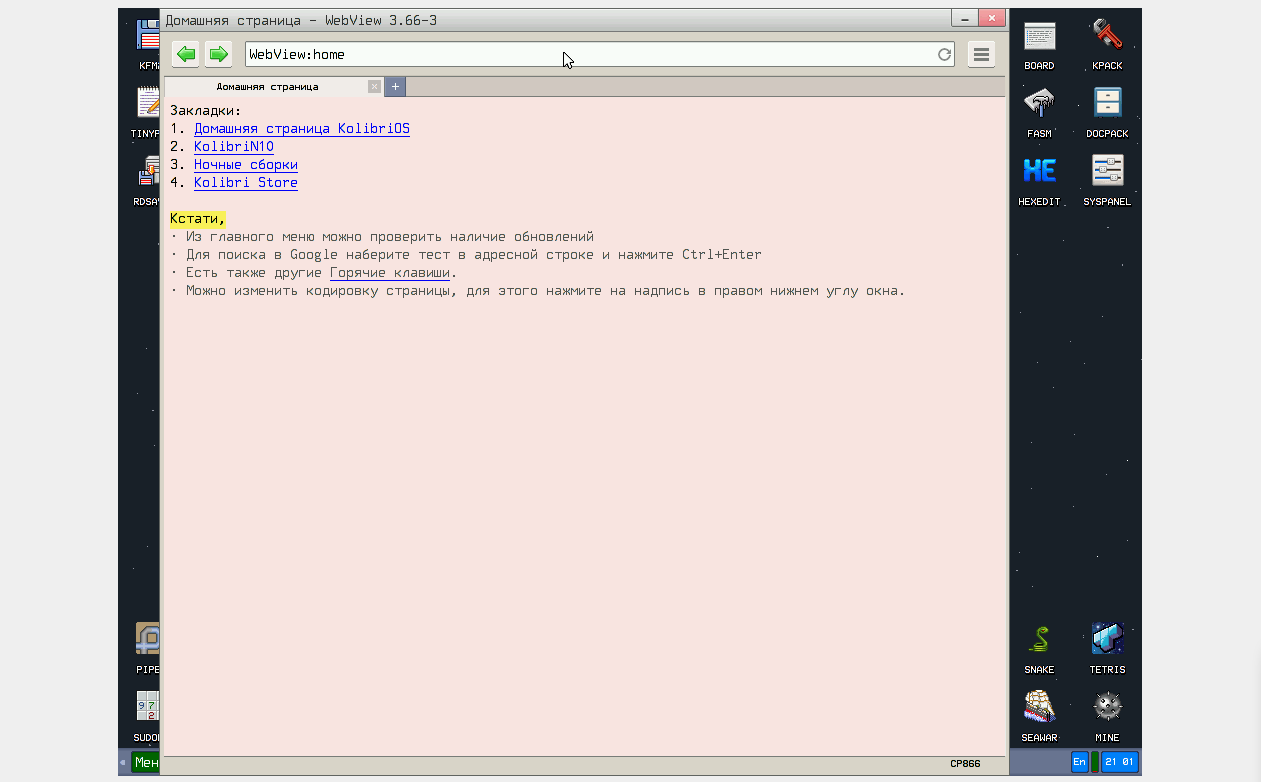 Домашняя страница - WebView 3.66-3
WebView:home
Домашняя страница
Закладки:
1. Домашняя страница KolibriOS
2. KolibriN10
3. Ночные сборки
4. Kolibri Store
Кстати,
· Из главного меню можно проверить наличие обновлений
· Для поиска в Google наберите тест в адресной строке и нажмите Ctrl+Enter
· Есть также другие Горячие клавиши.
· Можно изменить кодировку страницы, для этого нажмите на надпись в правом нижнем углу окна.
CP866
KFM
TINYP
RDSA
PIPE
SUDO
BOARD
KPACK
FASM
DOCPACK
HEXEDIT
SYSPANEL
SNAKE
TETRIS
SEAWAR
MINE
Мен
En
21 01